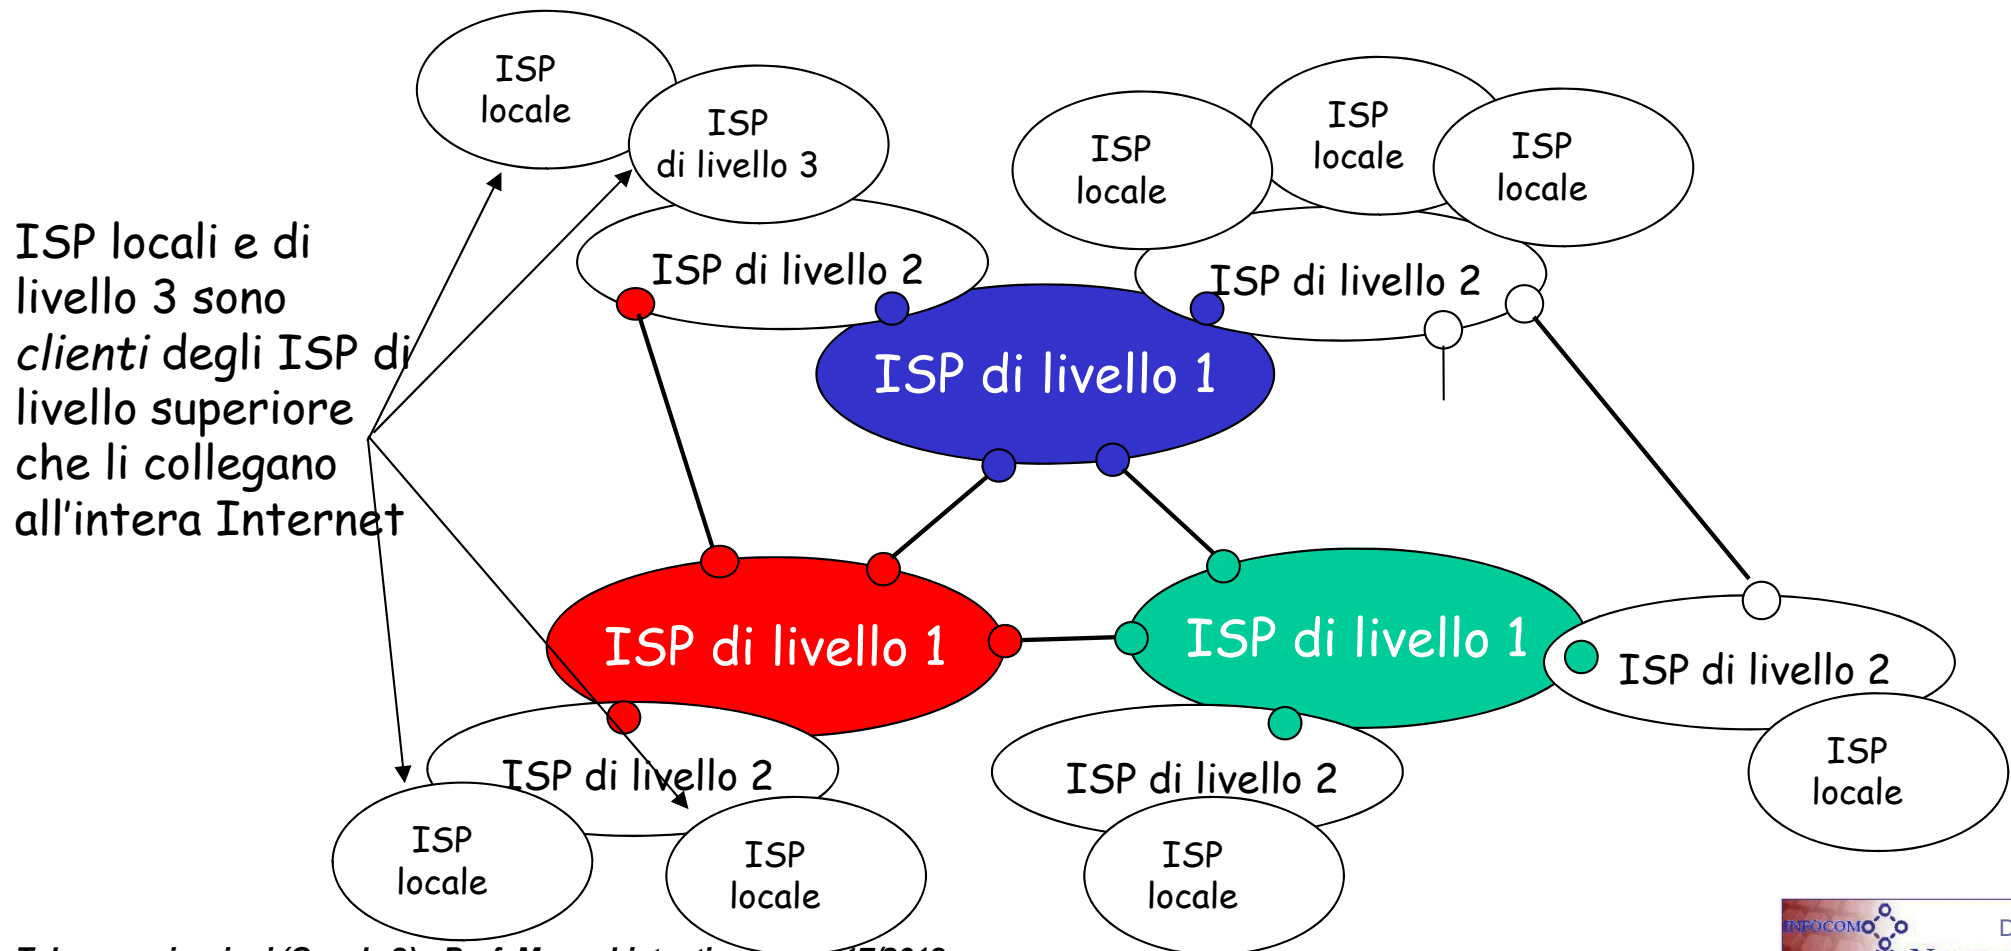 ISP
locale
ISP
di livello 3
ISP
locale
ISP
locale
ISP
locale
ISP locali e di
livello 3 sono
clienti degli ISP di
livello superiore
che li collegano
all'intera Internet
ISP di livello 2
ISP di livello 2
ISP di livello 1
ISP di livello 1
ISP di livello 1
ISP di livello 2
ISP di livello 2
ISP di livello 2
ISP
locale
ISP
locale
ISP
locale
ISP
locale
INFOCOM
D